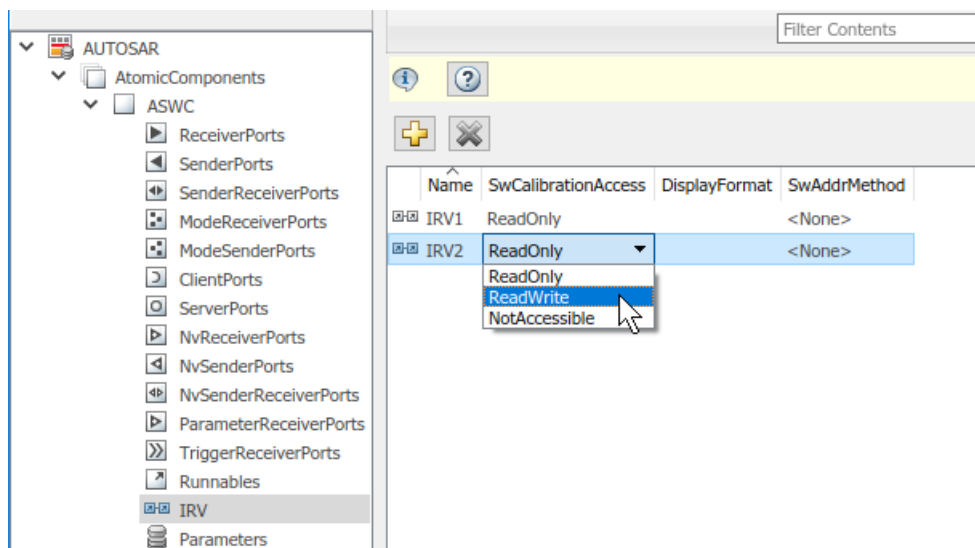 AUTOSAR
AtomicComponents
ASWC
ReceiverPorts
SenderPorts
SenderReceiverPorts
ModeReceiverPorts
ModeSenderPorts
ClientPorts
ServerPorts
NvReceiverPorts
NvSenderPorts
NvSenderReceiverPorts
ParameterReceiverPorts
TriggerReceiverPorts
Runnables
IRV
Parameters
Filter Contents
Name SwCalibrationAccess DisplayFormat SwAddrMethod
IRV1 ReadOnly <None>
IRV2 ReadOnly <None>
ReadOnly
ReadWrite
NotAccessible